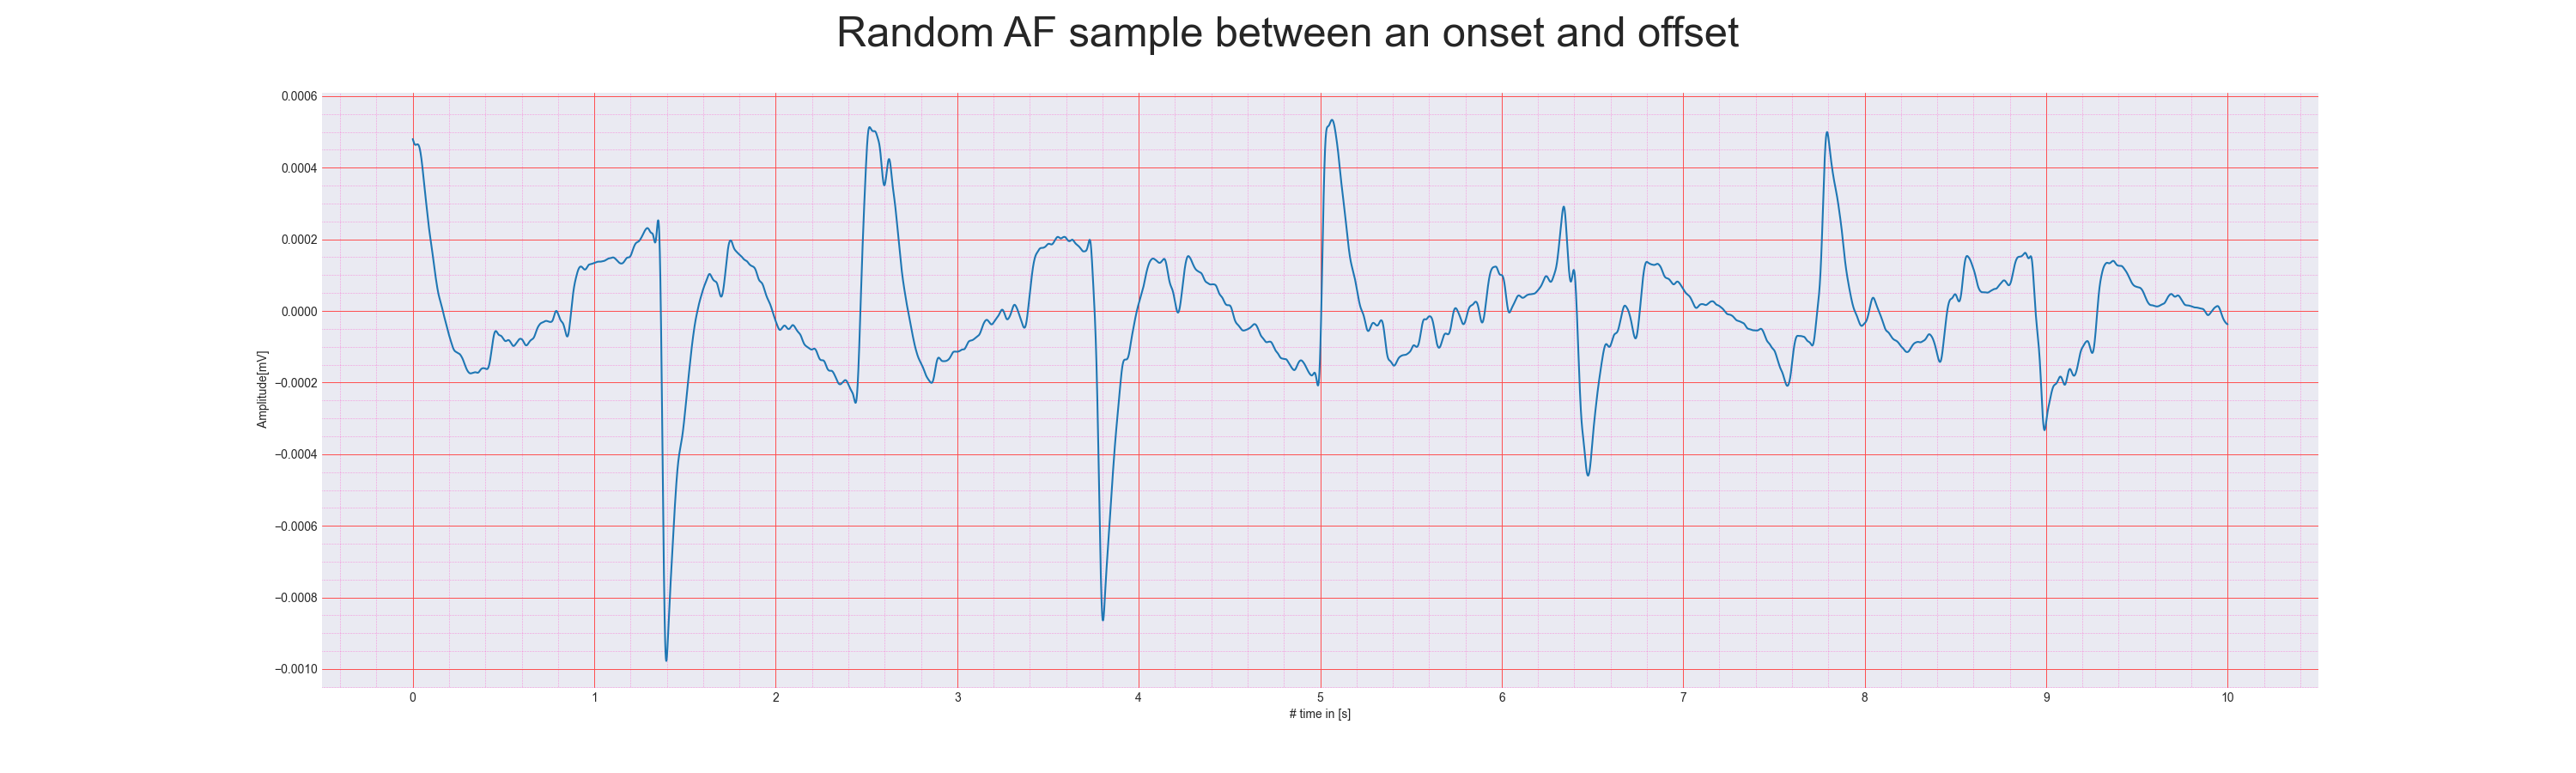 Random AF sample between an onset and offset
0.0006
0.0004
0.0002
0.0000
−0.0002
−0.0004
−0.0006
−0.0008
−0.0010
Amplitude[mV]
0 1 2 3 4 5 6 7 8 9 10
# time in [s]